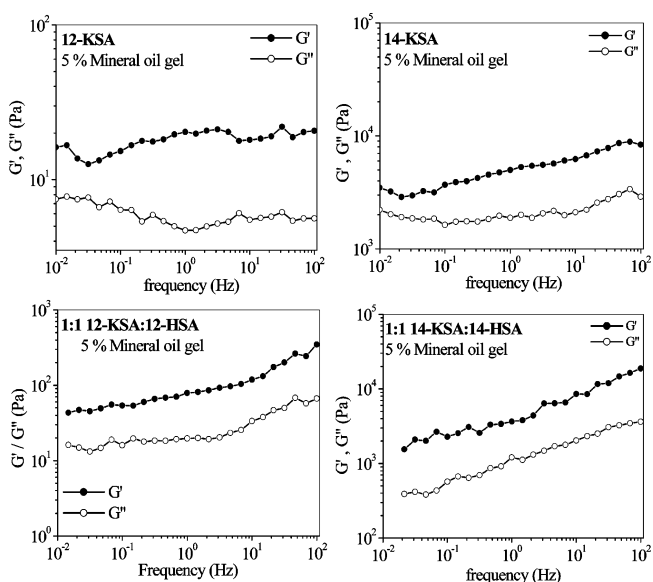 12-KSA
5 % Mineral oil gel
G'
G"
10²
10¹
G', G" (Pa)
10⁻² 10⁻¹ 10⁰ 10¹ 10²
frequency (Hz)
14-KSA
5 % Mineral oil gel
G'
G"
10⁵
10⁴
10³
G' , G" (Pa)
10⁻² 10⁻¹ 10⁰ 10¹ 10²
frequency (Hz)
1:1 12-KSA:12-HSA
5 % Mineral oil gel
10³
10²
10¹
10⁰
G' / G" (Pa)
G'
G"
10⁻² 10⁻¹ 10⁰ 10¹ 10²
Frequency (Hz)
1:1 14-KSA:14-HSA
5 % Mineral oil gel
G'
G"
10⁵
10⁴
10³
10²
G' , G" (Pa)
10⁻² 10⁻¹ 10⁰ 10¹ 10²
frequency (Hz)